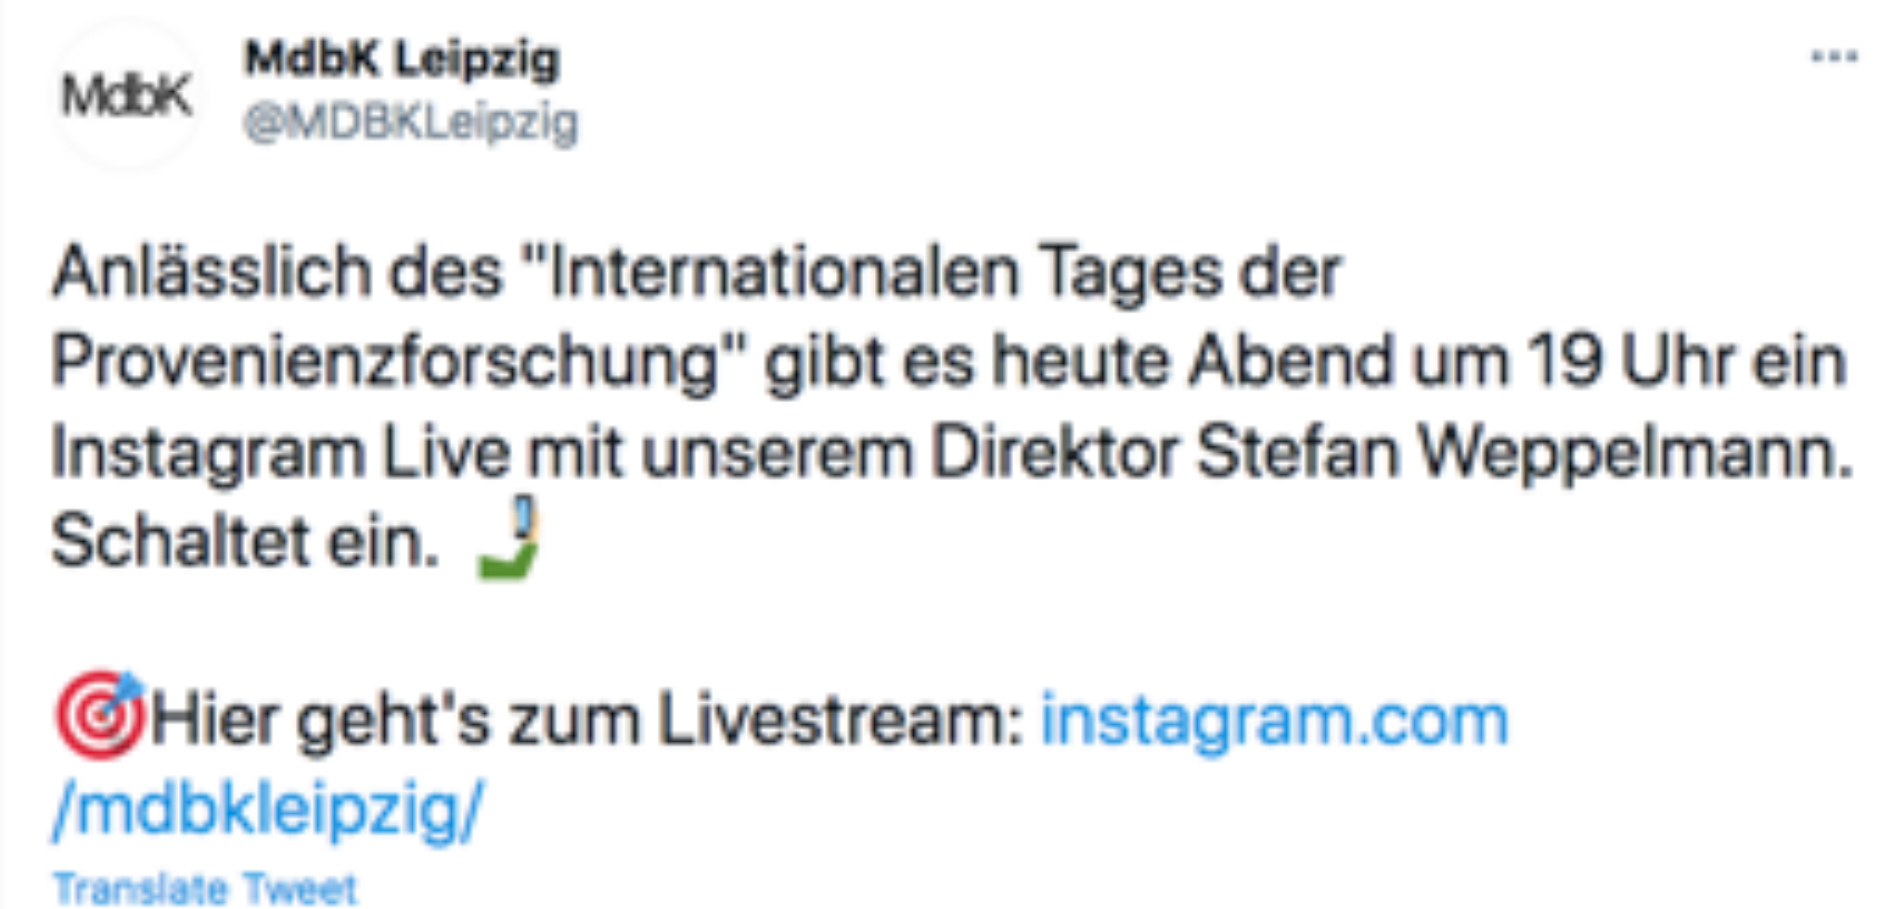 MdbK
MdbK Leipzig
@MDBKLeipzig
Anlässlich des "Internationalen Tages der
Provenienzforschung" gibt es heute Abend um 19 Uhr ein
Instagram Live mit unserem Direktor Stefan Weppelmann.
Schaltet ein. 🤳
🎯Hier geht's zum Livestream: instagram.com
/mdbkleipzig/
Translate Tweet